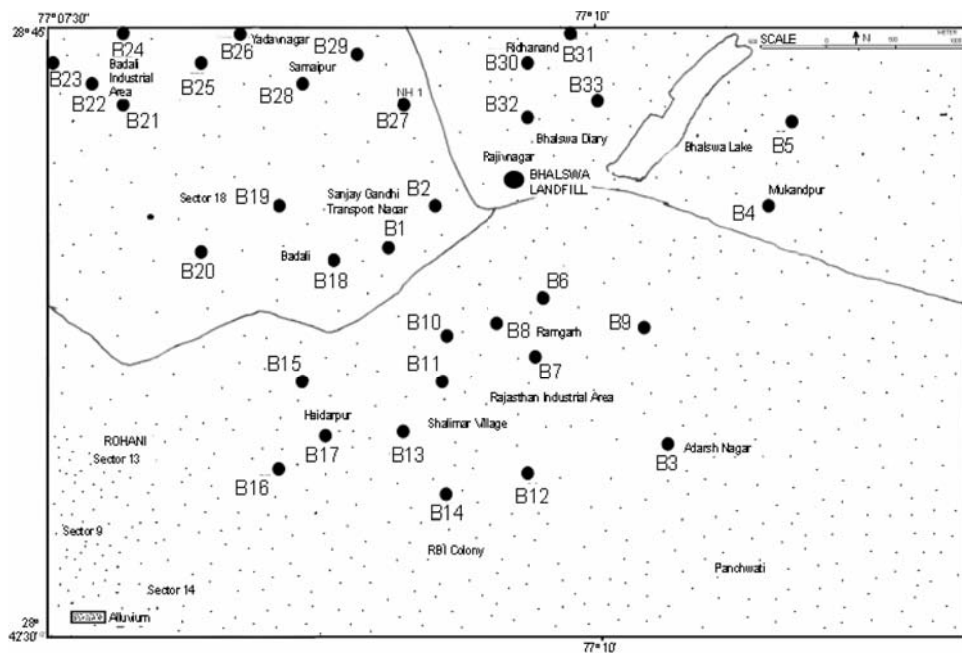 77°07'30"
77°10'
28°45'
B24
B26
Yadavnagar
B29
Ridhanand
B31
SCALE
N
METER
B23
Badali
Industrial
Area
B25
Samaipur
B30
B22
B28
NH 1
B33
B21
B27
B32
Bhalswa Diary
Bhalswa Lake
B5
Rajivnagar
BHALSWA
LANDFILL
Sector 18
B19
Sanjay Gandhi
Transport Nagar
B2
Mukandpur
B4
B1
B20
Badali
B18
B6
B10
B8
Ramgarh
B9
B15
B11
B7
Rajasthan Industrial Area
Haidarpur
Shalimar Village
ROHANI
Sector 13
B17
B13
B3
Adarsh Nagar
B16
B14
B12
Sector 9
RBI Colony
Panchwati
Sector 14
Alluvium
28°
42'30"
77°10'